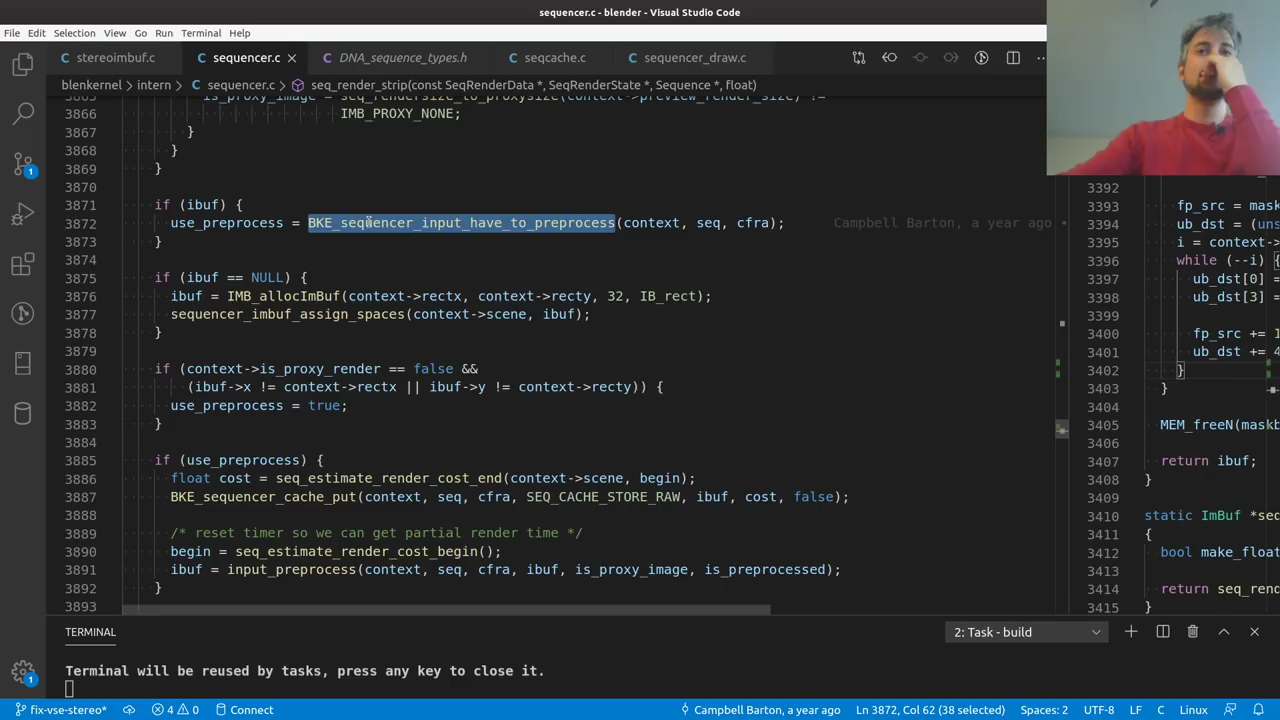 sequencer.c - blender - Visual Studio Code
File Edit Selection View Go Run Terminal Help
stereoimbuf.c sequencer.c DNA_sequence_types.h seqcache.c sequencer_draw.c
blenkernel > intern > sequencer.c > seq_render_strip(const SeqRenderData *, SeqRenderState *, Sequence *, float)
3865 is_proxy_image = seq_rendersize_to_proxysize(context->preview_render_size) !=
3866 IMB_PROXY_NONE;
3867 }
3868 }
3869 }
3870
3871 if (ibuf) {
3872 use_preprocess = BKE_sequencer_input_have_to_preprocess(context, seq, cfra); Campbell Barton, a year ago •
3873 }
3874
3875 if (ibuf == NULL) {
3876 ibuf = IMB_allocImBuf(context->rectx, context->recty, 32, IB_rect);
3877 sequencer_imbuf_assign_spaces(context->scene, ibuf);
3878 }
3879
3880 if (context->is_proxy_render == false &&
3881 (ibuf->x != context->rectx || ibuf->y != context->recty)) {
3882 use_preprocess = true;
3883 }
3884
3885 if (use_preprocess) {
3886 float cost = seq_estimate_render_cost_end(context->scene, begin);
3887 BKE_sequencer_cache_put(context, seq, cfra, SEQ_CACHE_STORE_RAW, ibuf, cost, false);
3888
3889 /* reset timer so we can get partial render time */
3890 begin = seq_estimate_render_cost_begin();
3891 ibuf = input_preprocess(context, seq, cfra, ibuf, is_proxy_image, is_preprocessed);
3892 }
3893
3392
3393 fp_src = mask
3394 ub_dst = (uns
3395 i = context->
3396 while (--i) {
3397 ub_dst[0] =
3398 ub_dst[3] =
3399
3400 fp_src += 1
3401 ub_dst += 4
3402 }
3403 }
3404
3405 MEM_freeN(maskb
3406
3407 return ibuf;
3408 }
3409
3410 static ImBuf *seq
3411 {
3412 bool make_float
3413
3414 return seq_rend
3415 }
TERMINAL 2: Task - build
Terminal will be reused by tasks, press any key to close it.
1
1
fix-vse-stereo* 4 0 Connect Campbell Barton, a year ago Ln 3872, Col 62 (38 selected) Spaces: 2 UTF-8 LF C Linux